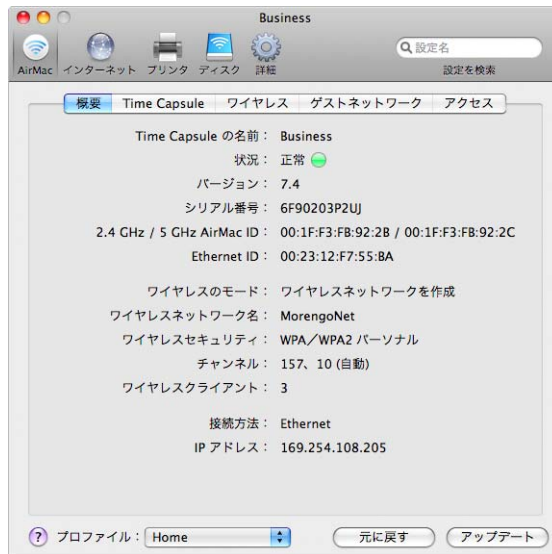 Business
AirMac インターネット プリンタ ディスク 詳細
設定名
設定を検索
概要 Time Capsule ワイヤレス ゲストネットワーク アクセス
Time Capsule の名前： Business
状況： 正常
バージョン： 7.4
シリアル番号： 6F90203P2UJ
2.4 GHz / 5 GHz AirMac ID： 00:1F:F3:FB:92:2B / 00:1F:F3:FB:92:2C
Ethernet ID： 00:23:12:F7:55:BA
ワイヤレスのモード： ワイヤレスネットワークを作成
ワイヤレスネットワーク名： MorengoNet
ワイヤレスセキュリティ： WPA／WPA2 パーソナル
チャンネル： 157、10 (自動)
ワイヤレスクライアント： 3
接続方法： Ethernet
IP アドレス： 169.254.108.205
? プロファイル： Home 元に戻す アップデート